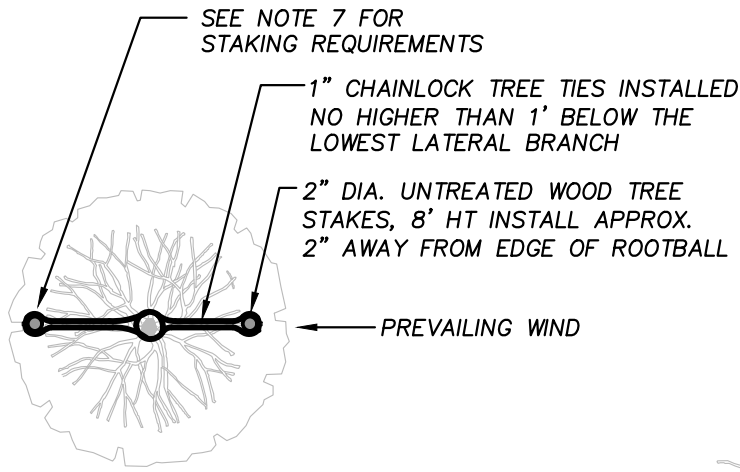 SEE NOTE 7 FOR
STAKING REQUIREMENTS
1" CHAINLOCK TREE TIES INSTALLED
NO HIGHER THAN 1' BELOW THE
LOWEST LATERAL BRANCH
2" DIA. UNTREATED WOOD TREE
STAKES, 8' HT INSTALL APPROX.
2" AWAY FROM EDGE OF ROOTBALL
PREVAILING WIND